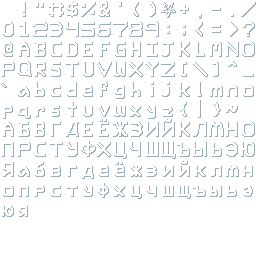 !"#$%&'()*+,-./
0123456789:;<=>?
@ABCDEFGHIJKLMNO
PQRSTUVWXYZ[\]^_
`abcdefghijklmno
pqrstuvwxyz{|}~
АБВГДЕЁЖЗИЙКЛМНО
ПРСТУФХЦЧШЩЪЫЬЭЮ
Яабвгдеёжзийклмн
опрстуфхцчшщъыьэ
юя